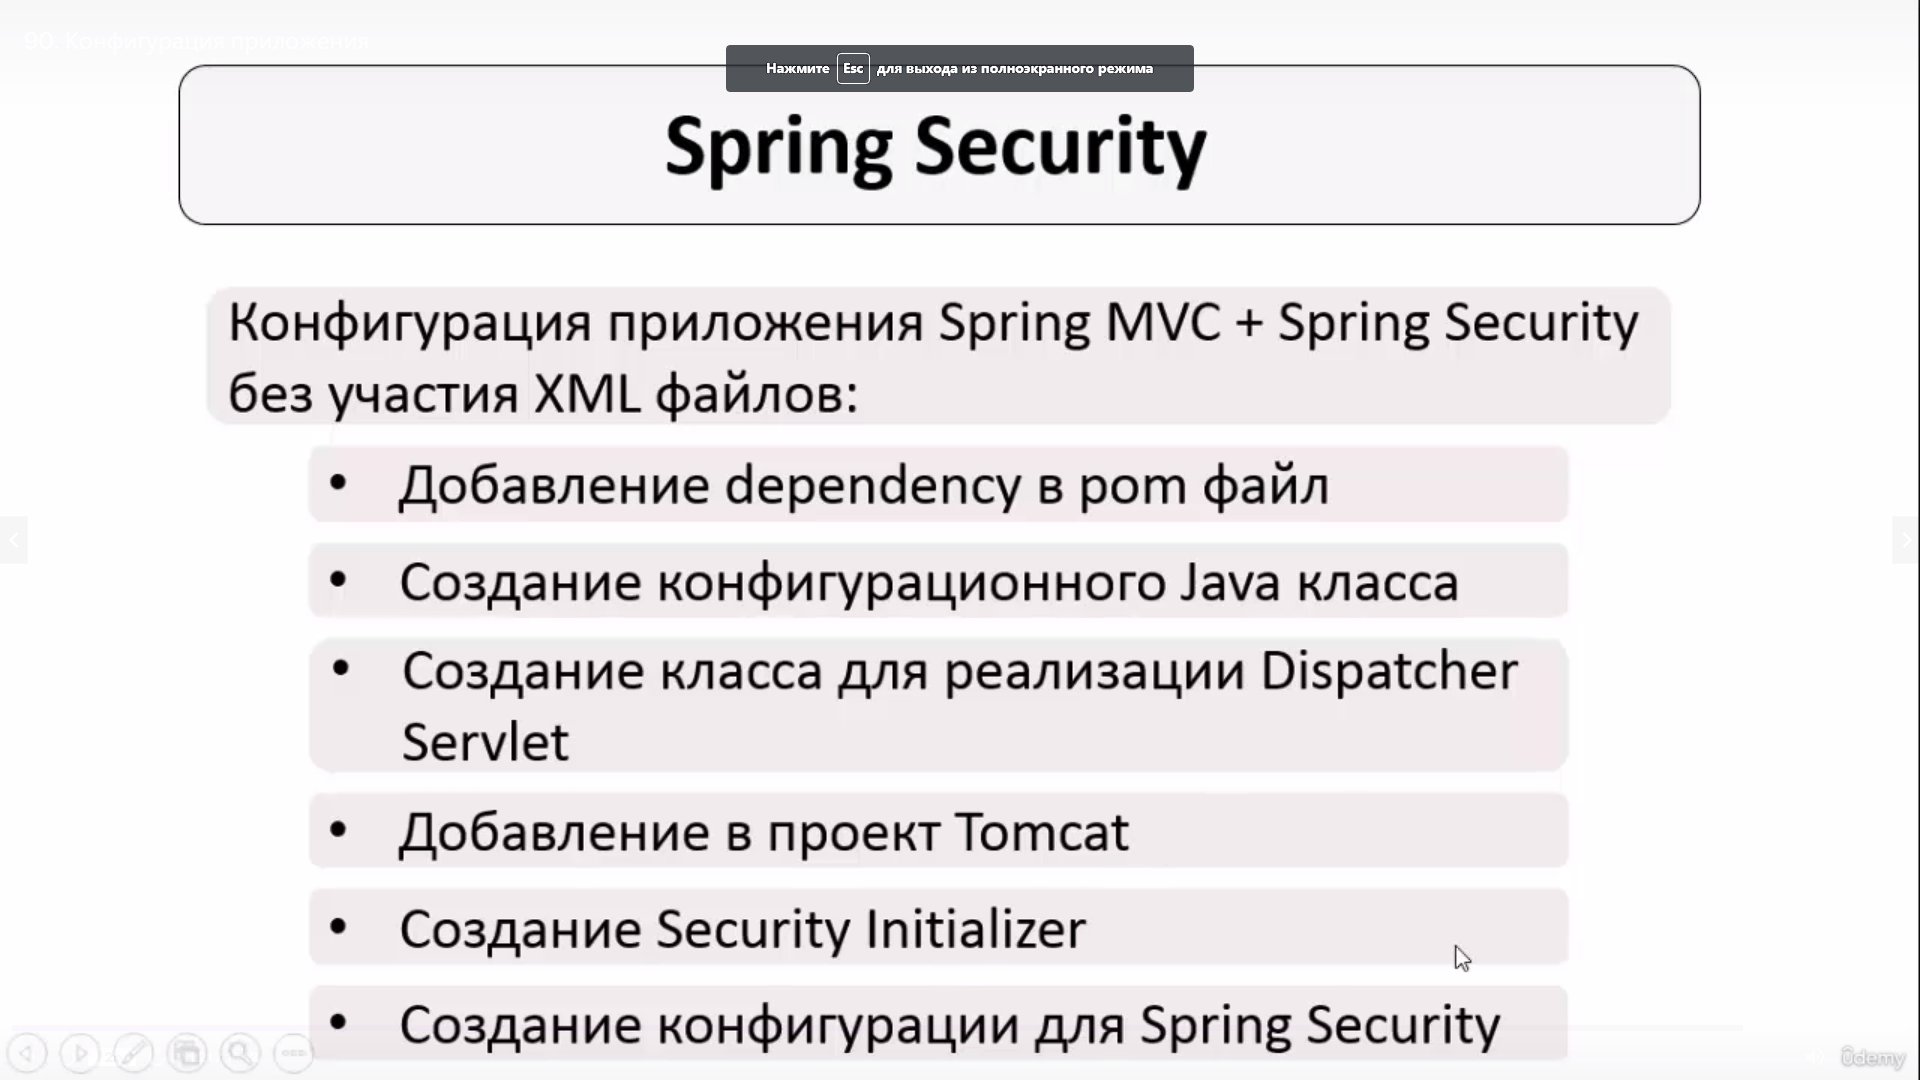 90. Конфигурация приложения
Нажмите Esc для выхода из полноэкранного режима
Spring Security
Конфигурация приложения Spring MVC + Spring Security
без участия XML файлов:
• Добавление dependency в pom файл
• Создание конфигурационного Java класса
• Создание класса для реализации Dispatcher
Servlet
• Добавление в проект Tomcat
• Создание Security Initializer
• Создание конфигурации для Spring Security
ûdemy